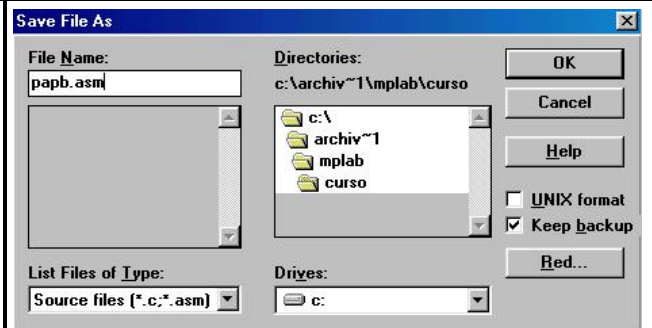 Save File As
File Name:
papb.asm
List Files of Type:
Source files (*.c;*.asm)
Directories:
c:\archiv~1\mplab\curso
c:\
archiv~1
mplab
curso
Drives:
c:
OK
Cancel
Help
UNIX format
Keep backup
Red...